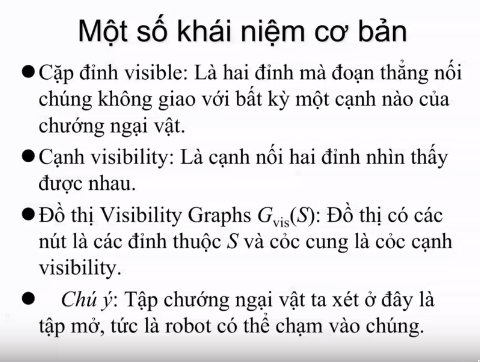 Một số khái niệm cơ bản
●Cặp đỉnh visible: Là hai đỉnh mà đoạn thẳng nối
chúng không giao với bất kỳ một cạnh nào của
chướng ngại vật.
●Cạnh visibility: Là cạnh nối hai đỉnh nhìn thấy
được nhau.
●Đồ thị Visibility Graphs Gvis(S): Đồ thị có các
nút là các đỉnh thuộc S và cỏc cung là cỏc cạnh
visibility.
● Chú ý: Tập chướng ngại vật ta xét ở đây là
tập mở, tức là robot có thể chạm vào chúng.